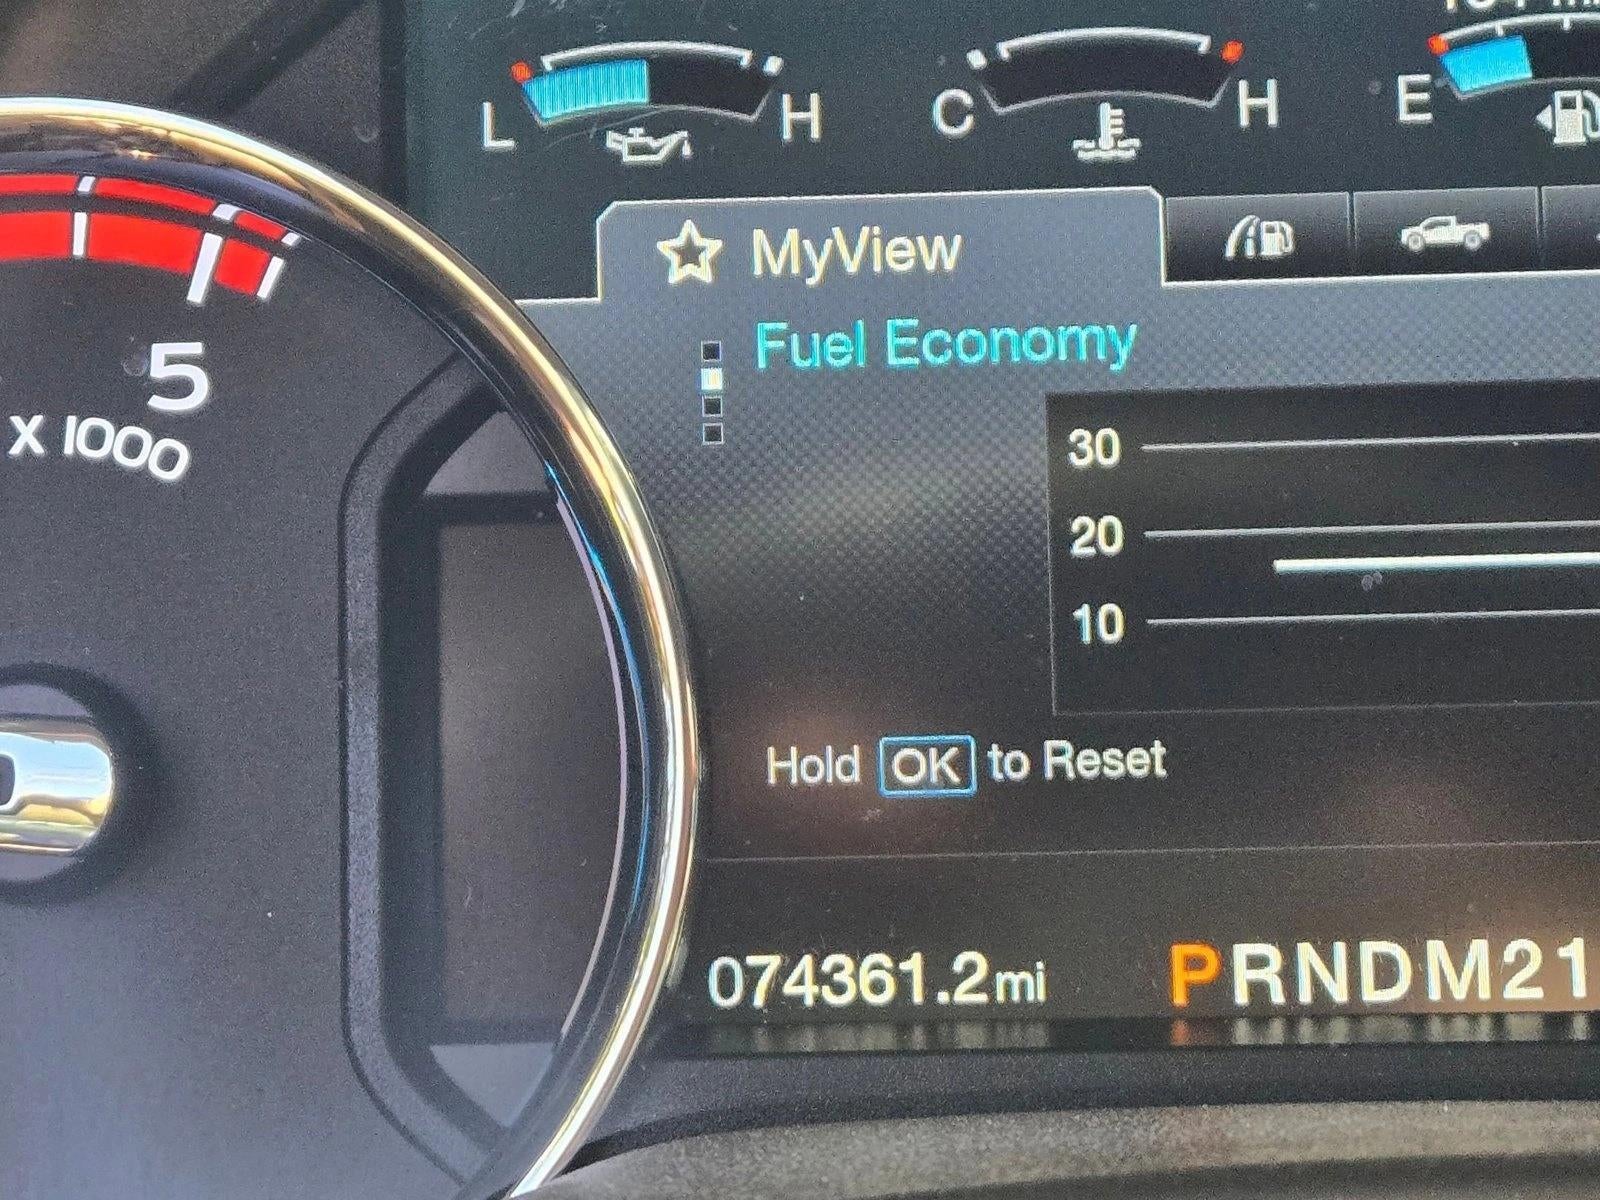 L H
C H
E
MyView
Fuel Economy
5
X 1000
30
20
10
Hold OK to Reset
074361.2mi
PRNDM21